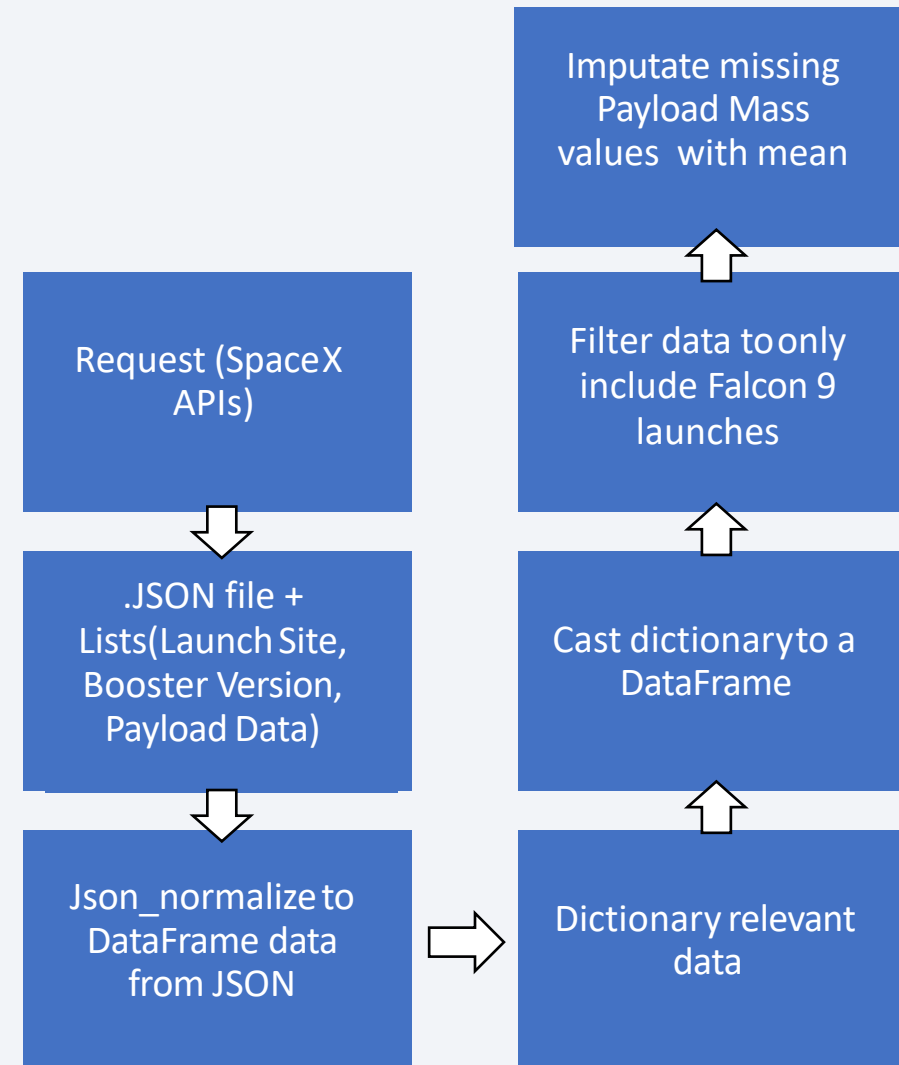 Request (SpaceX
APIs)
.JSON file +
Lists(Launch Site,
Booster Version,
Payload Data)
Json_normalize to
DataFrame data
from JSON
Dictionary relevant
data
Cast dictionary to a
DataFrame
Filter data to only
include Falcon 9
launches
Imputate missing
Payload Mass
values with mean